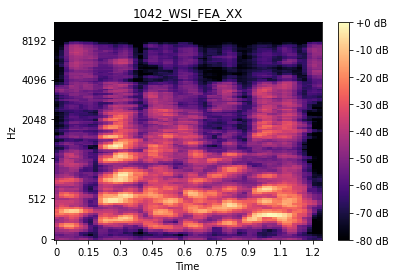 1042_WSI_FEA_XX
8192
4096
2048
1024
512
0
Hz
0 0.15 0.3 0.45 0.6 0.75 0.9 1.1 1.2
Time
+0 dB
-10 dB
-20 dB
-30 dB
-40 dB
-50 dB
-60 dB
-70 dB
-80 dB